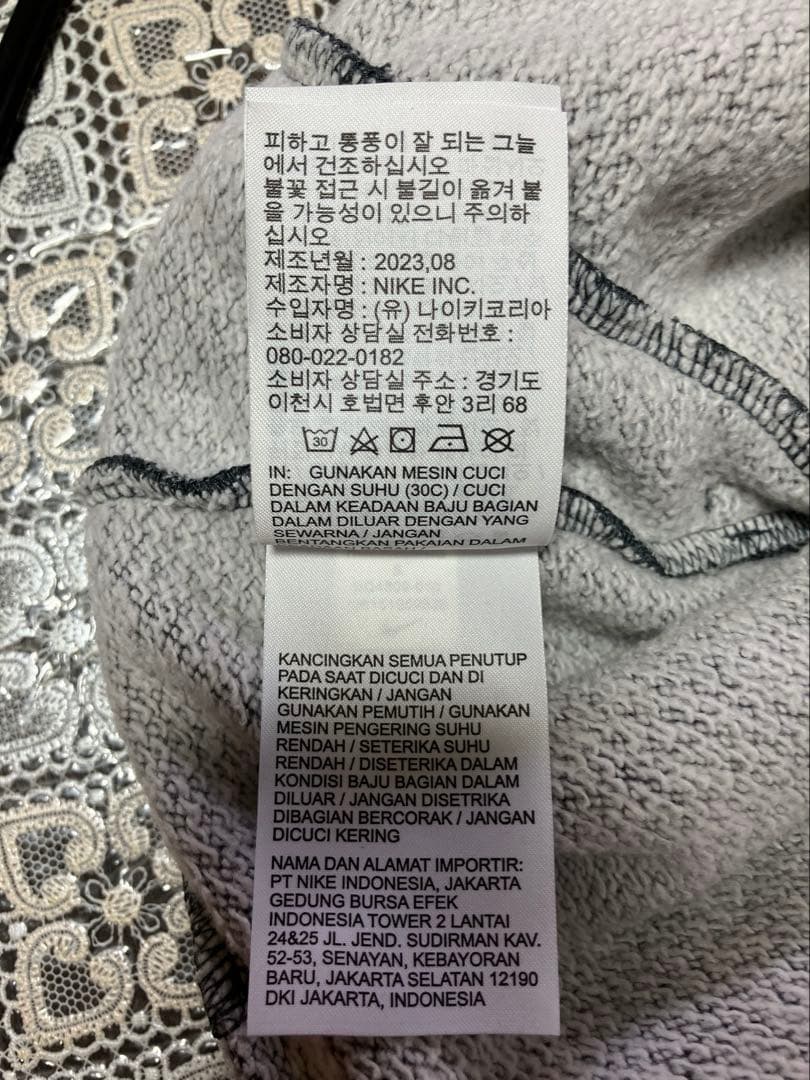 피하고 통풍이 잘 되는 그늘
에서 건조하십시오
불꽃 접근 시 불길이 옮겨 붙
을 가능성이 있으니 주의하
십시오
제조년월 : 2023,08
제조자명 : NIKE INC.
수입자명 : (유) 나이키코리아
소비자 상담실 전화번호 :
080-022-0182
소비자 상담실 주소 : 경기도
이천시 호법면 후안 3리 68
30
IN: GUNAKAN MESIN CUCI
DENGAN SUHU (30C) / CUCI
DALAM KEADAAN BAJU BAGIAN
DALAM DILUAR DENGAN YANG
SEWARNA / JANGAN
BENTANGKAN PAKAIAN DALAM
KANCINGKAN SEMUA PENUTUP
PADA SAAT DICUCI DAN DI
KERINGKAN / JANGAN
GUNAKAN PEMUTIH / GUNAKAN
MESIN PENGERING SUHU
RENDAH / SETERIKA SUHU
RENDAH / DISETERIKA DALAM
KONDISI BAJU BAGIAN DALAM
DILUAR / JANGAN DISETRIKA
DIBAGIAN BERCORAK / JANGAN
DICUCI KERING
NAMA DAN ALAMAT IMPORTIR:
PT NIKE INDONESIA, JAKARTA
GEDUNG BURSA EFEK
INDONESIA TOWER 2 LANTAI
24&25 JL. JEND. SUDIRMAN KAV.
52-53, SENAYAN, KEBAYORAN
BARU, JAKARTA SELATAN 12190
DKI JAKARTA, INDONESIA